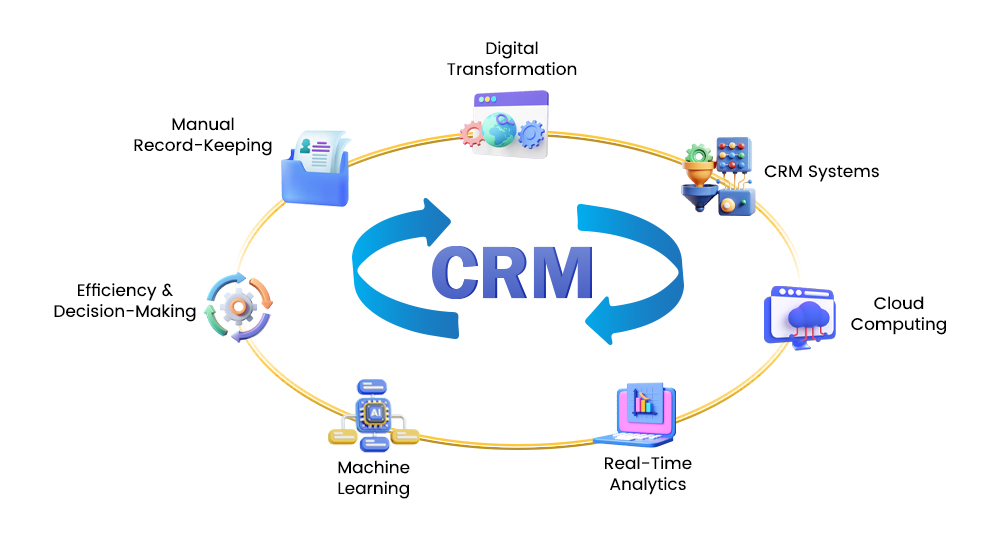 Digital
Transformation
Manual
Record-Keeping
CRM Systems
CRM
Efficiency &
Decision-Making
Cloud
Computing
AI
Machine
Learning
Real-Time
Analytics